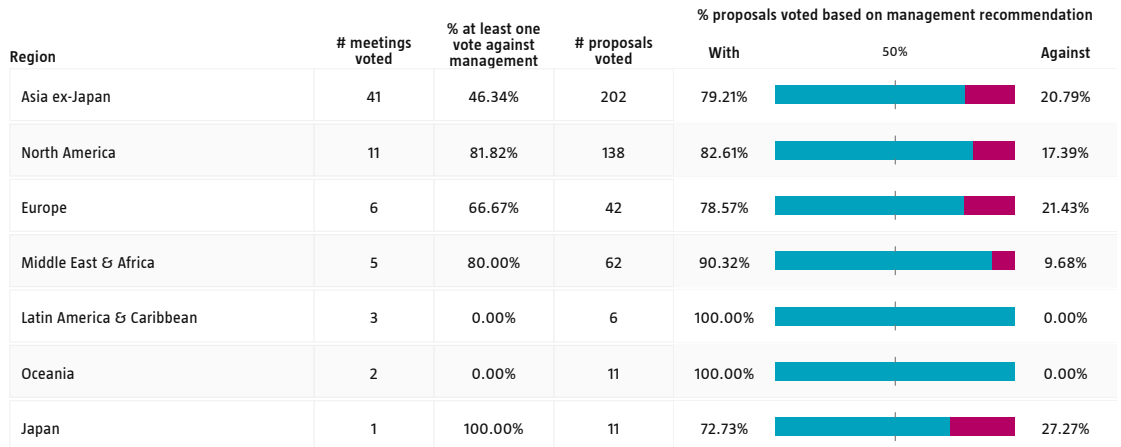 % proposals voted based on management recommendation
Region
# meetings
voted
% at least one
vote against
management
# proposals
voted
With
50%
Against
Asia ex-Japan 41 46.34% 202 79.21% 20.79%
North America 11 81.82% 138 82.61% 17.39%
Europe 6 66.67% 42 78.57% 21.43%
Middle East & Africa 5 80.00% 62 90.32% 9.68%
Latin America & Caribbean 3 0.00% 6 100.00% 0.00%
Oceania 2 0.00% 11 100.00% 0.00%
Japan 1 100.00% 11 72.73% 27.27%